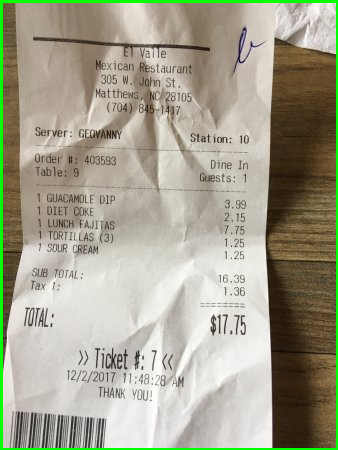 El Valle
Mexican Restaurant
305 W. John St.
Matthews, NC 28105
(704) 845-1417
Server: GEOVANNY Station: 10
Order #: 403593 Dine In
Table: 9 Guests: 1
1 GUACAMOLE DIP 3.99
1 DIET COKE 2.15
1 LUNCH FAJITAS 7.75
1 TORTILLAS (3) 1.25
1 SOUR CREAM 1.25
SUB TOTAL: 16.39
Tax 1: 1.36
=======
TOTAL: $17.75
>> Ticket #: 7 <<
12/2/2017 11:48:28 AM
THANK YOU!